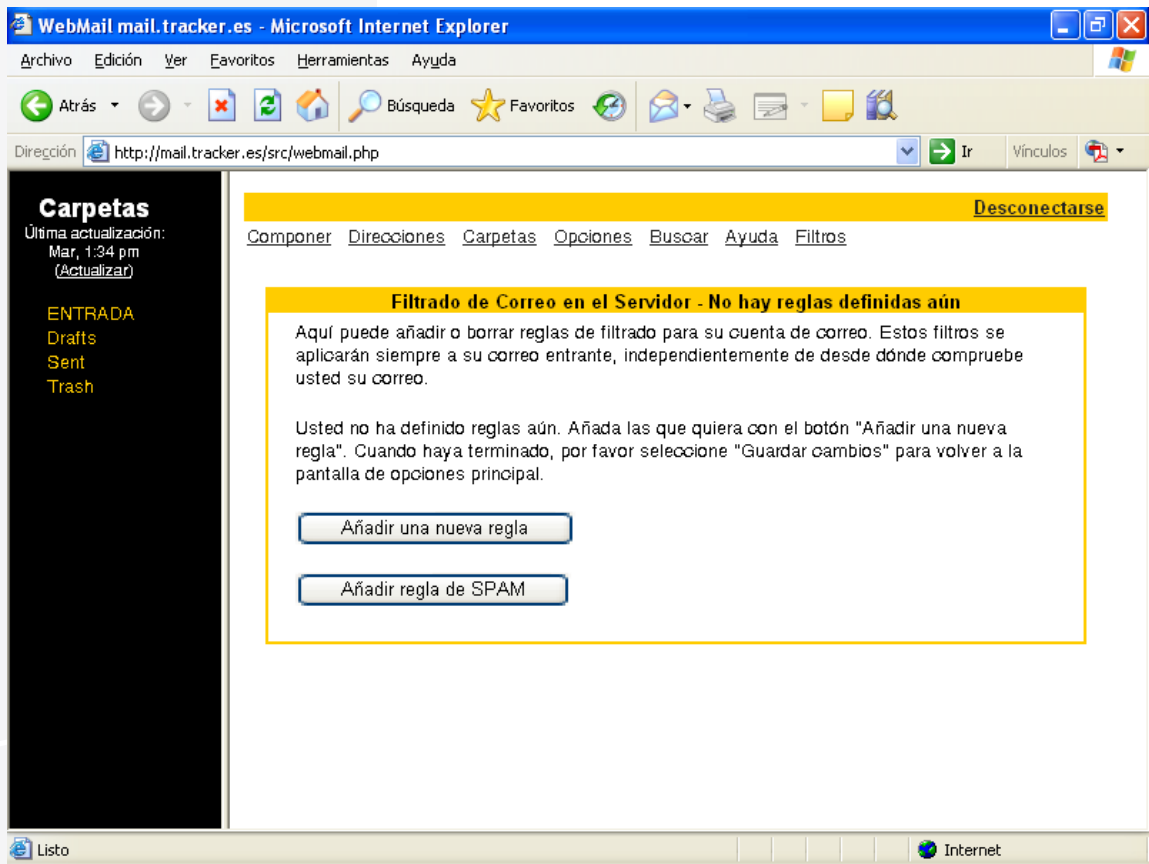 WebMail mail.tracker.es - Microsoft Internet Explorer
Archivo Edición Ver Favoritos Herramientas Ayuda
Atrás Búsqueda Favoritos
Dirección http://mail.tracker.es/src/webmail.php Ir Vínculos
Carpetas
Última actualización:
Mar, 1:34 pm
(Actualizar)
ENTRADA
Drafts
Sent
Trash
Desconectarse
Componer Direcciones Carpetas Opciones Buscar Ayuda Filtros
Filtrado de Correo en el Servidor - No hay reglas definidas aún
Aquí puede añadir o borrar reglas de filtrado para su cuenta de correo. Estos filtros se
aplicarán siempre a su correo entrante, independientemente de desde dónde compruebe
usted su correo.
Usted no ha definido reglas aún. Añada las que quiera con el botón "Añadir una nueva
regla". Cuando haya terminado, por favor seleccione "Guardar cambios" para volver a la
pantalla de opciones principal.
Añadir una nueva regla
Añadir regla de SPAM
Listo Internet